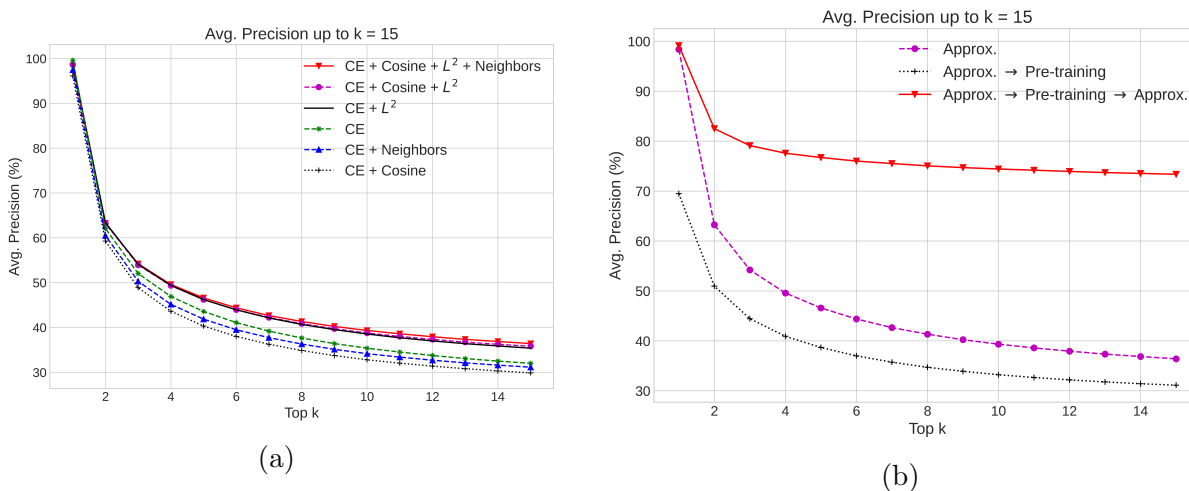 Avg. Precision up to k = 15
100
90
80
70
60
50
40
30
Avg. Precision (%)
CE + Cosine + L² + Neighbors
CE + Cosine + L²
CE + L²
CE
CE + Neighbors
CE + Cosine
2 4 6 8 10 12 14
Top k
(a)
Avg. Precision up to k = 15
100
90
80
70
60
50
40
30
Avg. Precision (%)
Approx.
Approx. → Pre-training
Approx. → Pre-training → Approx.
2 4 6 8 10 12 14
Top k
(b)